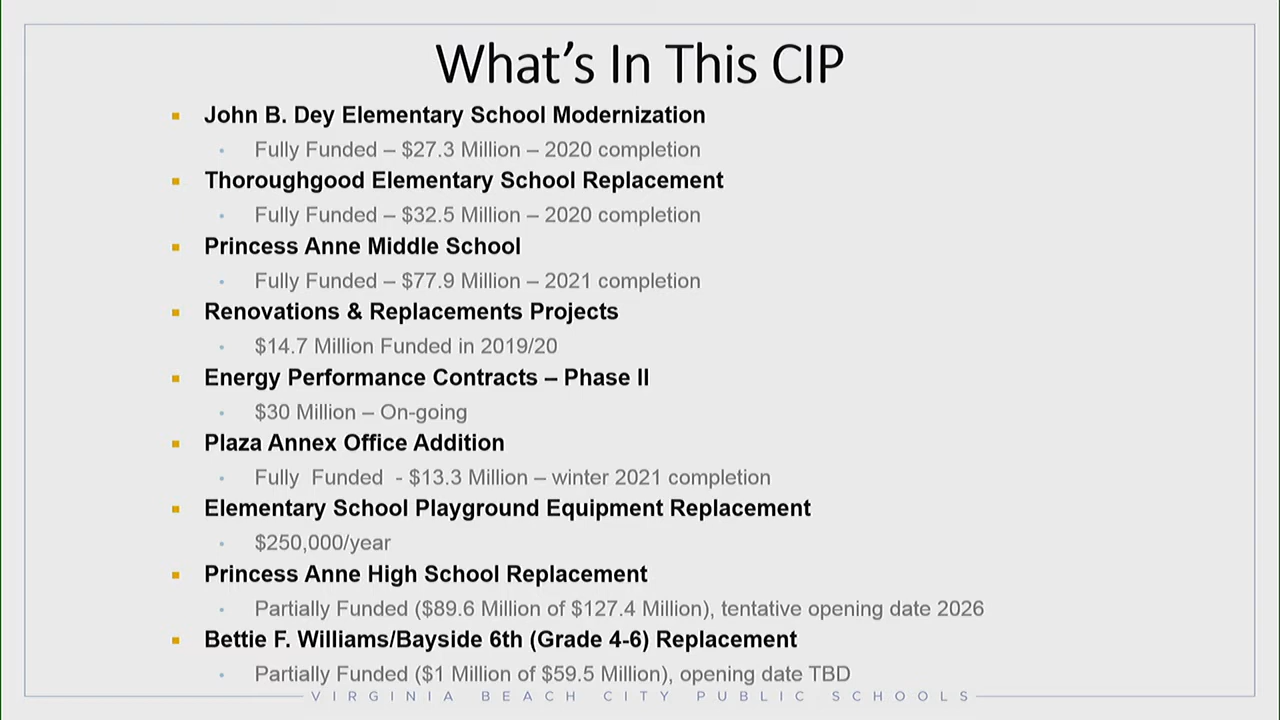 What's In This CIP
John B. Dey Elementary School Modernization
Fully Funded – $27.3 Million – 2020 completion
Thoroughgood Elementary School Replacement
Fully Funded – $32.5 Million – 2020 completion
Princess Anne Middle School
Fully Funded – $77.9 Million – 2021 completion
Renovations & Replacements Projects
$14.7 Million Funded in 2019/20
Energy Performance Contracts – Phase II
$30 Million – On-going
Plaza Annex Office Addition
Fully  Funded  - $13.3 Million – winter 2021 completion
Elementary School Playground Equipment Replacement
$250,000/year
Princess Anne High School Replacement
Partially Funded ($89.6 Million of $127.4 Million), tentative opening date 2026
Bettie F. Williams/Bayside 6th (Grade 4-6) Replacement
Partially Funded ($1 Million of $59.5 Million), opening date TBD
VIRGINIA BEACH CITY PUBLIC SCHOOLS